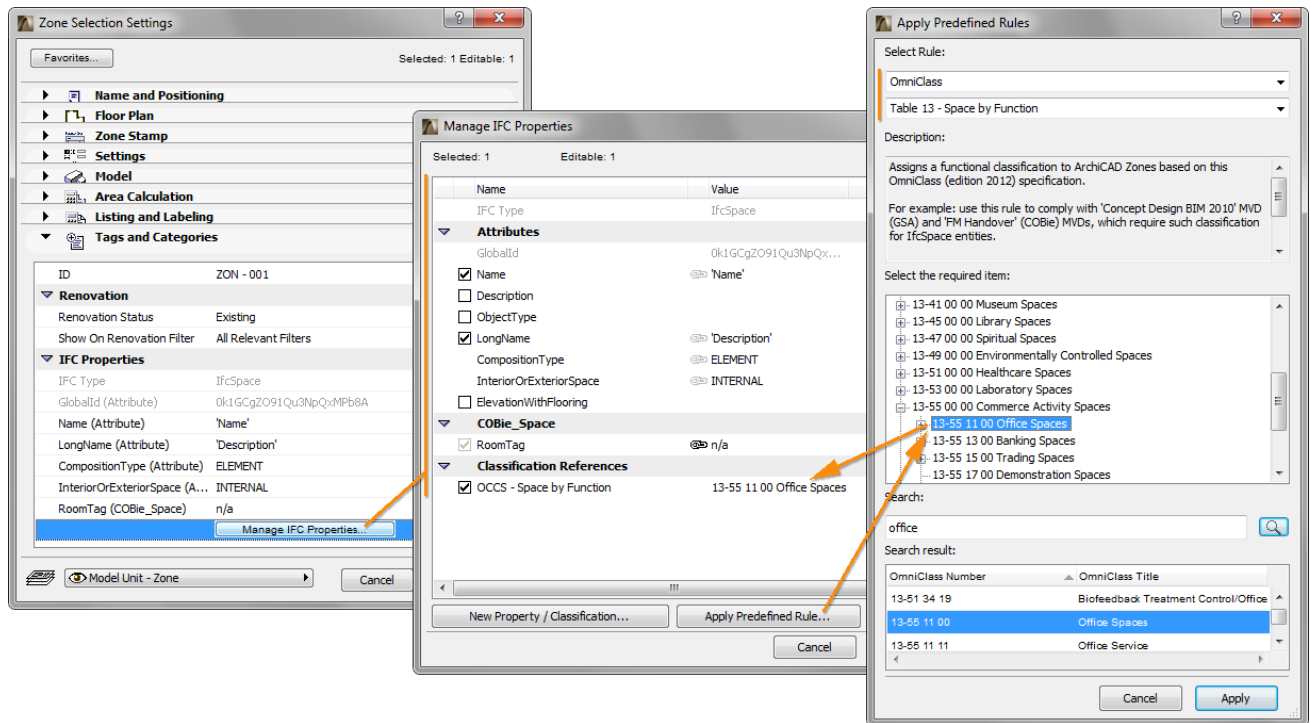 Zone Selection Settings
Favorites...
Selected: 1 Editable: 1
Name and Positioning
Floor Plan
Zone Stamp
Settings
Model
Area Calculation
Listing and Labeling
Tags and Categories
ID ZON - 001
Renovation
Renovation Status Existing
Show On Renovation Filter All Relevant Filters
IFC Properties
IFC Type IfcSpace
GlobalId (Attribute) 0k1GCgZO91Qu3NpQxMPb8A
Name (Attribute) 'Name'
LongName (Attribute) 'Description'
CompositionType (Attribute) ELEMENT
InteriorOrExteriorSpace (A... INTERNAL
RoomTag (COBie_Space) n/a
Manage IFC Properties...
Model Unit - Zone
Cancel
Manage IFC Properties
Selected: 1 Editable: 1
Name Value
IFC Type IfcSpace
Attributes
GlobalId 0k1GCgZO91Qu3NpQx...
Name 'Name'
Description
ObjectType
LongName 'Description'
CompositionType ELEMENT
InteriorOrExteriorSpace INTERNAL
ElevationWithFlooring
COBie_Space
RoomTag n/a
Classification References
OCCS - Space by Function 13-55 11 00 Office Spaces
New Property / Classification... Apply Predefined Rule...
Cancel
Apply Predefined Rules
Select Rule:
OmniClass
Table 13 - Space by Function
Description:
Assigns a functional classification to ArchiCAD Zones based on this
OmniClass (edition 2012) specification.
For example: use this rule to comply with 'Concept Design BIM 2010' MVD
(GSA) and 'FM Handover' (COBie) MVDs, which require such classification
for IfcSpace entities.
Select the required item:
13-41 00 00 Museum Spaces
13-45 00 00 Library Spaces
13-47 00 00 Spiritual Spaces
13-49 00 00 Environmentally Controlled Spaces
13-51 00 00 Healthcare Spaces
13-53 00 00 Laboratory Spaces
13-55 00 00 Commerce Activity Spaces
13-55 11 00 Office Spaces
13-55 13 00 Banking Spaces
13-55 15 00 Trading Spaces
13-55 17 00 Demonstration Spaces
Search:
office
Search result:
OmniClass Number OmniClass Title
13-51 34 19 Biofeedback Treatment Control/Office
13-55 11 00 Office Spaces
13-55 11 11 Office Service
Cancel Apply